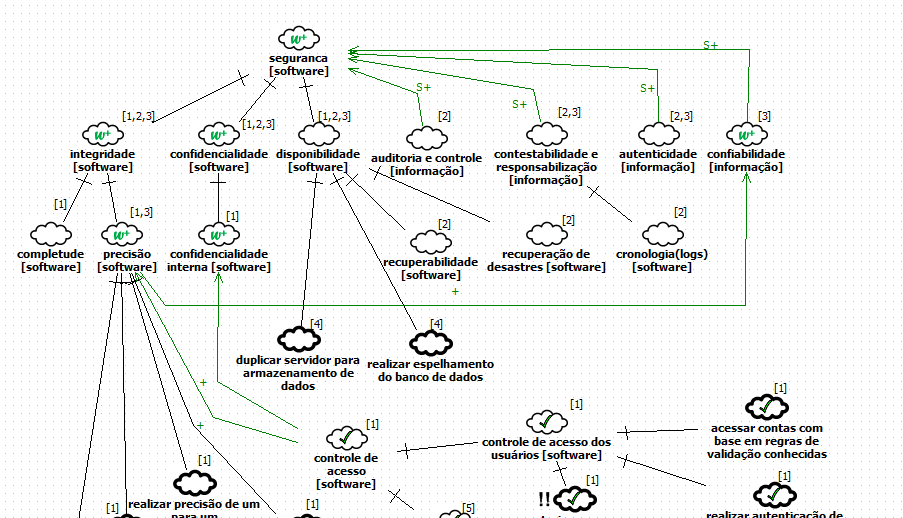 w+
seguranca
[software]
S+
[1,2,3]
w+
integridade
[software]
[1,2,3]
w+
confidencialidade
[software]
[1,2,3]
disponibilidade
[software]
S+
[2]
auditoria e controle
[informação]
S+
[2,3]
contestabilidade e
responsabilização
[informação]
S+
[2,3]
autenticidade
[informação]
[3]
w+
confiabilidade
[informação]
[1]
completude
[software]
[1,3]
w+
precisão
[software]
[1]
w+
confidencialidade
interna [software]
[2]
recuperabilidade
[software]
[2]
recuperação de
desastres [software]
[2]
cronologia(logs)
[software]
+
[4]
duplicar servidor para
armazenamento de
dados
[4]
realizar espelhamento
do banco de dados
+
+
[1]
controle de
acesso
[software]
[1]
controle de acesso dos
usuários [software]
[1]
acessar contas com
base em regras de
validação conhecidas
[1]
realizar precisão de um
para um
[1]
[1]
[5]
!!
[1]
[1]
realizar autenticação de